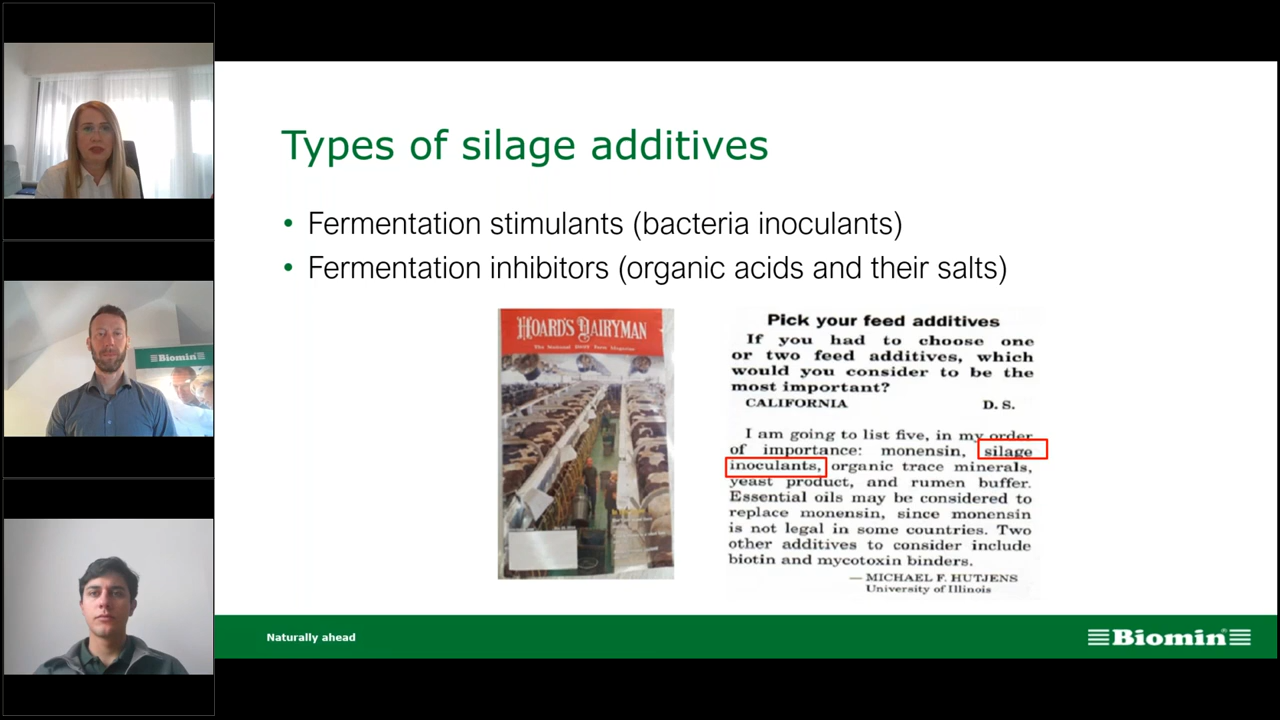 Biomin
Types of silage additives
• Fermentation stimulants (bacteria inoculants)
• Fermentation inhibitors (organic acids and their salts)
HOARD'S DAIRYMAN
Pick your feed additives
If you had to choose one
or two feed additives, which
would you consider to be the
most important?
CALIFORNIA D. S.
I am going to list five, in my order
of importance: monensin, silage
inoculants, organic trace minerals,
yeast product, and rumen buffer.
Essential oils may be considered to
replace monensin, since monensin
is not legal in some countries. Two
other additives to consider include
biotin and mycotoxin binders.
— MICHAEL F. HUTJENS
University of Illinois
Naturally ahead
Biomin®